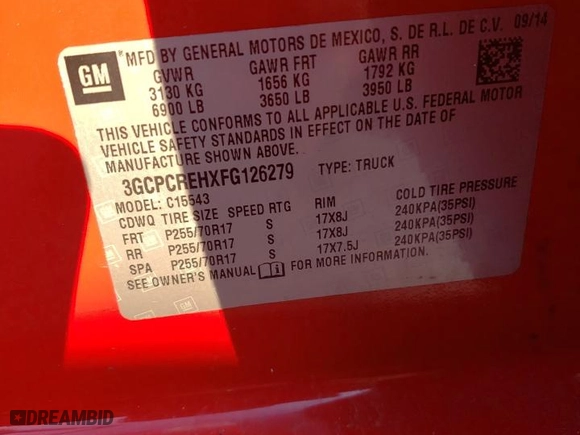 GM
MFD BY GENERAL MOTORS DE MEXICO, S. DE R.L. DE C.V. 09/14
GVWR GAWR FRT GAWR RR
3130 KG 1656 KG 1792 KG
6900 LB 3650 LB 3950 LB
THIS VEHICLE CONFORMS TO ALL APPLICABLE U.S. FEDERAL MOTOR
VEHICLE SAFETY STANDARDS IN EFFECT ON THE DATE OF
MANUFACTURE SHOWN ABOVE.
3GCPCREHXFG126279 TYPE: TRUCK
MODEL: C15543
CDWQ TIRE SIZE SPEED RTG RIM COLD TIRE PRESSURE
FRT P255/70R17 S 17X8J 240KPA(35PSI)
RR P255/70R17 S 17X8J 240KPA(35PSI)
SPA P255/70R17 S 17X7.5J 240KPA(35PSI)
SEE OWNER'S MANUAL FOR MORE INFORMATION.
DREAMBID